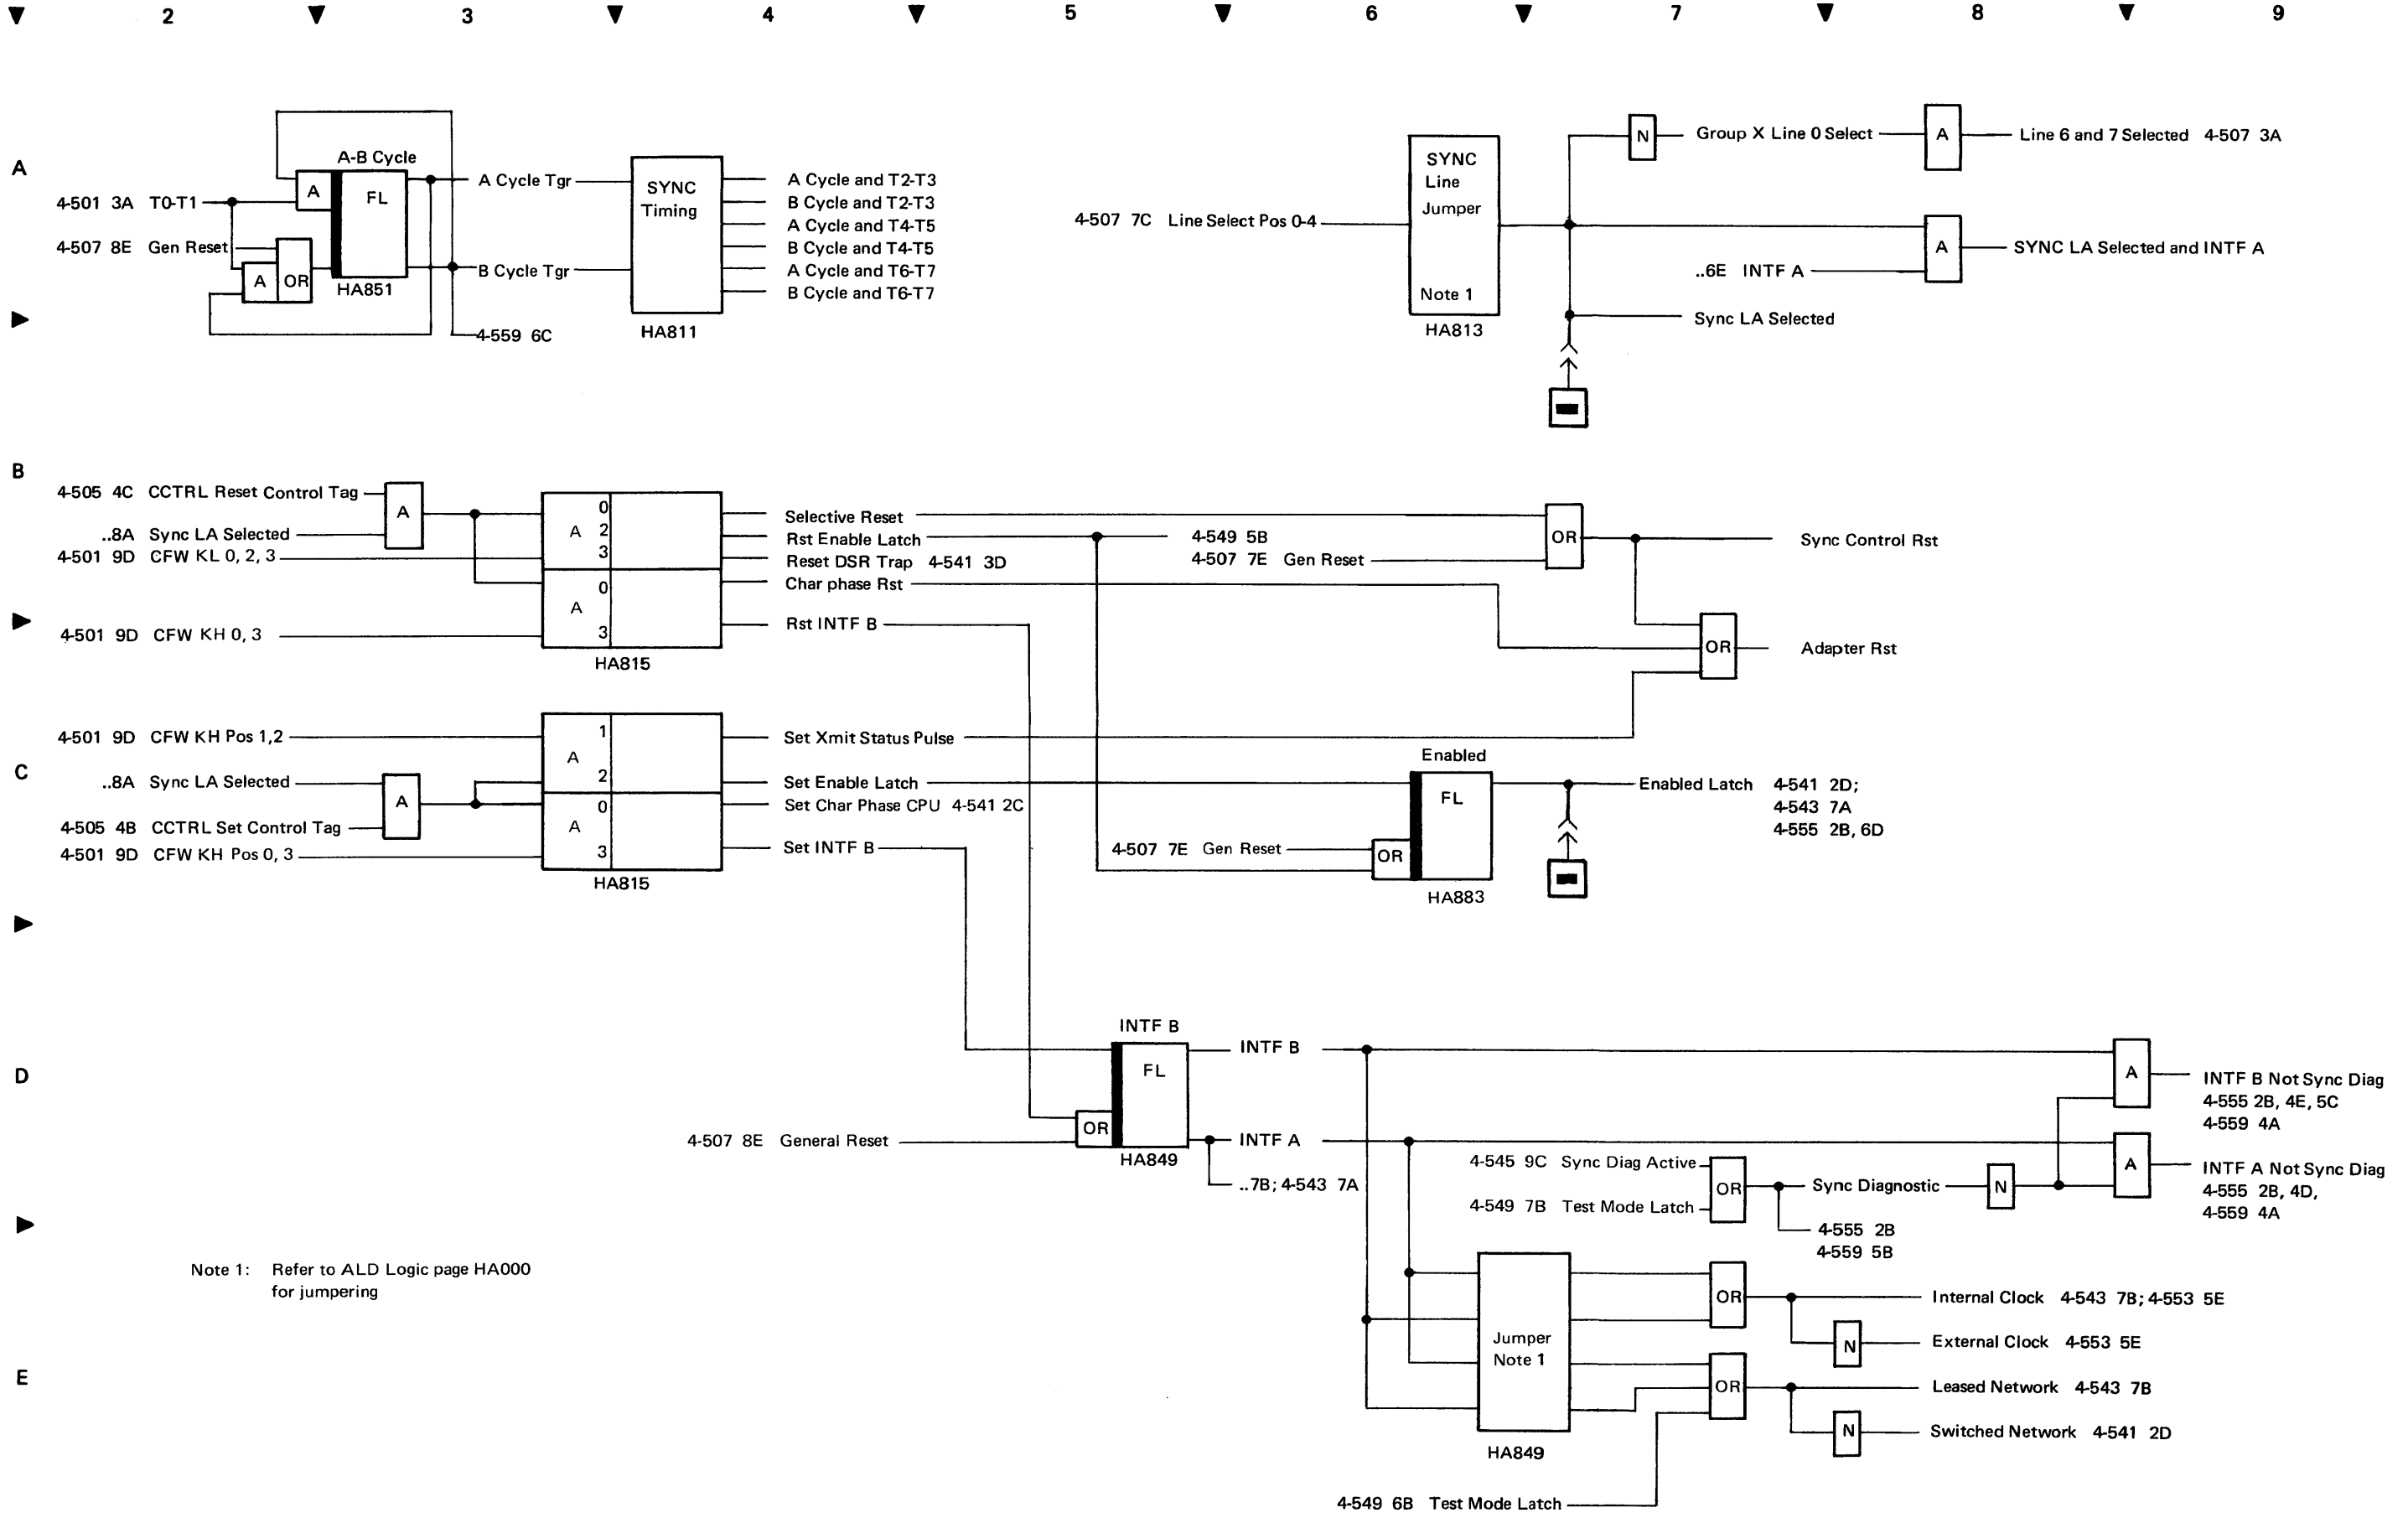 2 3 4 5 6 7 8 9
A
A-B Cycle
A
FL
4-501 3A T0-T1
4-507 8E Gen Reset
A OR
HA851
A Cycle Tgr
B Cycle Tgr
4-559 6C
SYNC
Timing
HA811
A Cycle and T2-T3
B Cycle and T2-T3
A Cycle and T4-T5
B Cycle and T4-T5
A Cycle and T6-T7
B Cycle and T6-T7
4-507 7C Line Select Pos 0-4
SYNC
Line
Jumper
Note 1
HA813
N
Group X Line 0 Select
A
Line 6 and 7 Selected 4-507 3A
A
SYNC LA Selected and INTF A
..6E INTF A
Sync LA Selected
B
4-505 4C CCTRL Reset Control Tag
A
..8A Sync LA Selected
4-501 9D CFW KL 0, 2, 3
4-501 9D CFW KH 0, 3
A
0
2
3
A
0
3
HA815
Selective Reset
Rst Enable Latch
Reset DSR Trap 4-541 3D
Char phase Rst
Rst INTF B
4-549 5B
4-507 7E Gen Reset
OR
Sync Control Rst
OR
Adapter Rst
C
4-501 9D CFW KH Pos 1,2
..8A Sync LA Selected
A
4-505 4B CCTRL Set Control Tag
4-501 9D CFW KH Pos 0, 3
A
1
2
A
0
3
HA815
Set Xmit Status Pulse
Set Enable Latch
Set Char Phase CPU 4-541 2C
Set INTF B
Enabled
FL
4-507 7E Gen Reset
OR
HA883
Enabled Latch 4-541 2D;
4-543 7A
4-555 2B, 6D
D
INTF B
FL
OR
4-507 8E General Reset
HA849
INTF B
INTF A
..7B; 4-543 7A
4-545 9C Sync Diag Active
4-549 7B Test Mode Latch
OR
Sync Diagnostic
N
4-555 2B
4-559 5B
A
INTF B Not Sync Diag
4-555 2B, 4E, 5C
4-559 4A
A
INTF A Not Sync Diag
4-555 2B, 4D,
4-559 4A
Note 1: Refer to ALD Logic page HA000
for jumpering
E
Jumper
Note 1
HA849
OR
Internal Clock 4-543 7B; 4-553 5E
N
External Clock 4-553 5E
OR
Leased Network 4-543 7B
N
Switched Network 4-541 2D
4-549 6B Test Mode Latch